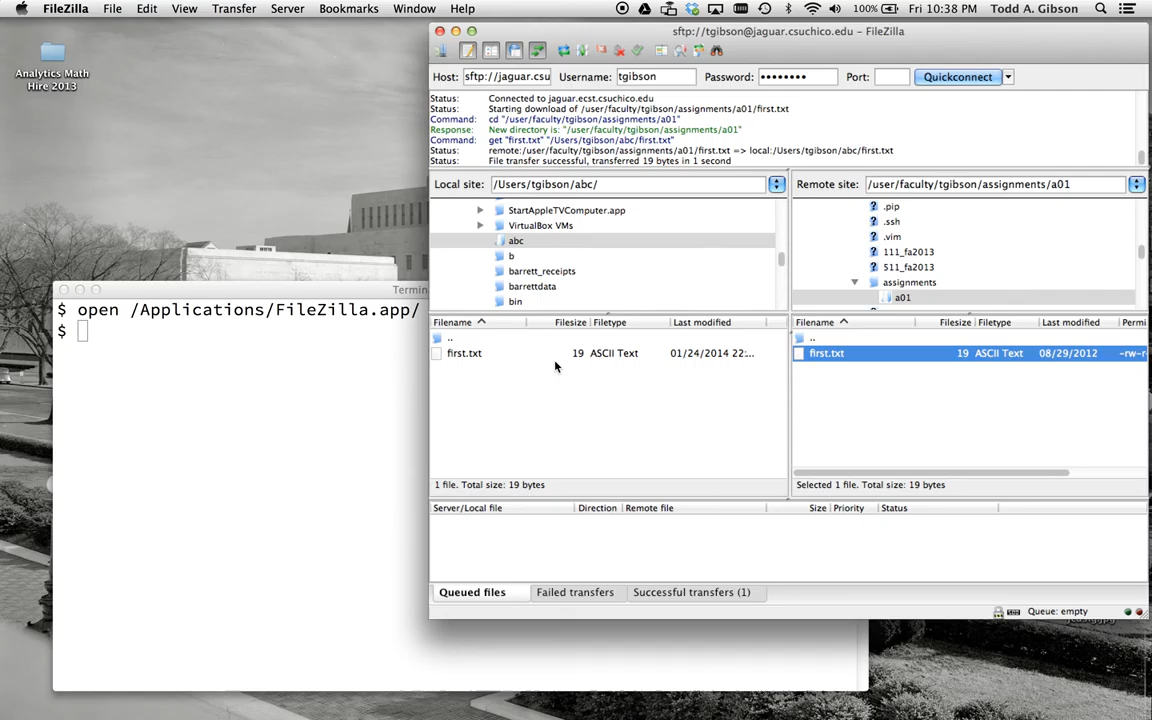 FileZilla File Edit View Transfer Server Bookmarks Window Help 100% Fri 10:38 PM Todd A. Gibson
Analytics Math
Hire 2013
sftp://tgibson@jaguar.csuchico.edu – FileZilla
Host: sftp://jaguar.csu Username: tgibson Password: •••••••• Port: Quickconnect
Status: Connected to jaguar.ecst.csuchico.edu
Status: Starting download of /user/faculty/tgibson/assignments/a01/first.txt
Command: cd "/user/faculty/tgibson/assignments/a01"
Response: New directory is: "/user/faculty/tgibson/assignments/a01"
Command: get "first.txt" "/Users/tgibson/abc/first.txt"
Status: remote:/user/faculty/tgibson/assignments/a01/first.txt => local:/Users/tgibson/abc/first.txt
Status: File transfer successful, transferred 19 bytes in 1 second
Local site: /Users/tgibson/abc/
StartAppleTVComputer.app
VirtualBox VMs
abc
b
barrett_receipts
barrettdata
bin
Remote site: /user/faculty/tgibson/assignments/a01
.pip
.ssh
.vim
111_fa2013
511_fa2013
assignments
a01
Filename Filesize Filetype Last modified
..
first.txt 19 ASCII Text 01/24/2014 22:...
1 file. Total size: 19 bytes
Filename Filesize Filetype Last modified Permi
..
first.txt 19 ASCII Text 08/29/2012 -rw-r
Selected 1 file. Total size: 19 bytes
Server/Local file Direction Remote file Size Priority Status
Queued files Failed transfers Successful transfers (1)
Queue: empty
Termin
$ open /Applications/FileZilla.app/
$